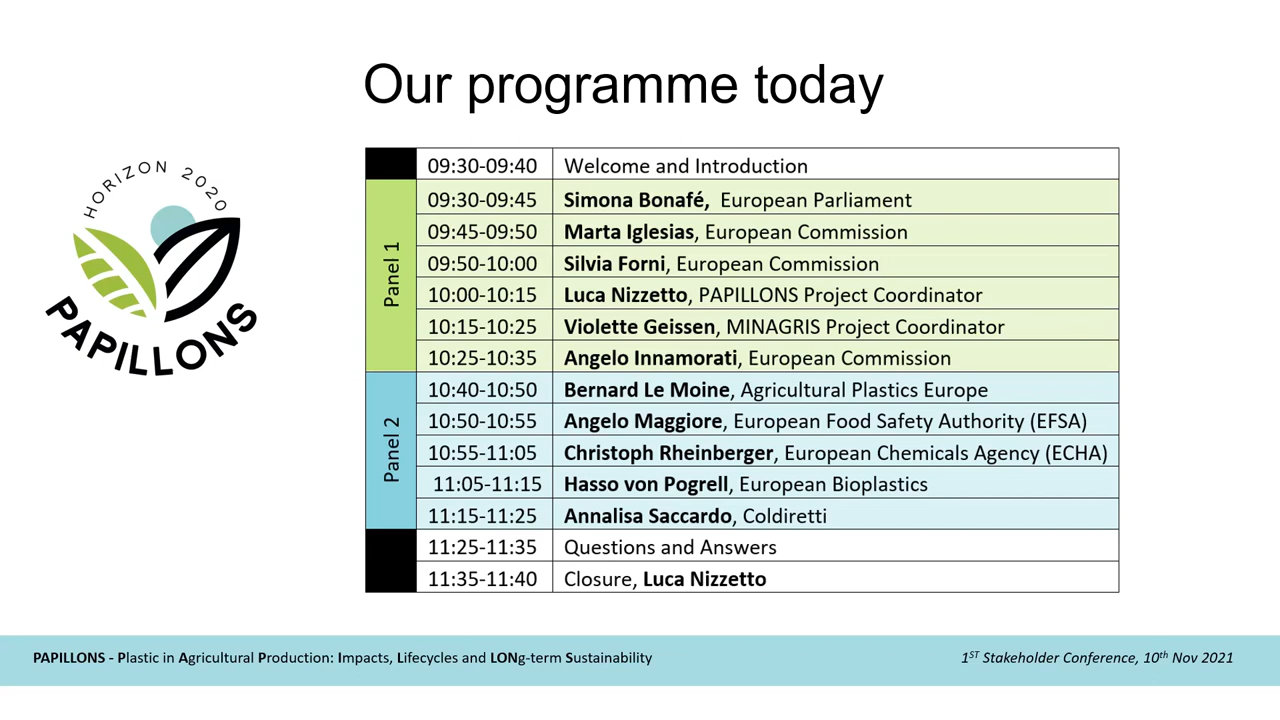 Our programme today
HORIZON 2020
PAPILLONS
09:30-09:40 Welcome and Introduction
Panel 1
09:30-09:45 Simona Bonafé, European Parliament
09:45-09:50 Marta Iglesias, European Commission
09:50-10:00 Silvia Forni, European Commission
10:00-10:15 Luca Nizzetto, PAPILLONS Project Coordinator
10:15-10:25 Violette Geissen, MINAGRIS Project Coordinator
10:25-10:35 Angelo Innamorati, European Commission
Panel 2
10:40-10:50 Bernard Le Moine, Agricultural Plastics Europe
10:50-10:55 Angelo Maggiore, European Food Safety Authority (EFSA)
10:55-11:05 Christoph Rheinberger, European Chemicals Agency (ECHA)
11:05-11:15 Hasso von Pogrell, European Bioplastics
11:15-11:25 Annalisa Saccardo, Coldiretti
11:25-11:35 Questions and Answers
11:35-11:40 Closure, Luca Nizzetto
PAPILLONS - Plastic in Agricultural Production: Impacts, Lifecycles and LONg-term Sustainability
1ST Stakeholder Conference, 10th Nov 2021